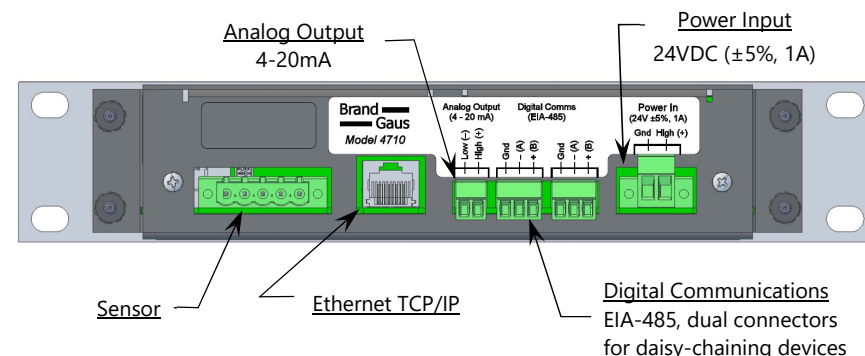 Analog Output
4-20mA
Power Input
24VDC (±5%, 1A)
Brand
Gaus
Model 4710
Analog Output
(4 - 20 mA)
Low (-)
High (+)
Digital Comms
(EIA-485)
Gnd
- (A)
+ (B)
Gnd
- (A)
+ (B)
Power In
(24V ±5%, 1A)
Gnd High (+)
Sensor
Ethernet TCP/IP
Digital Communications
EIA-485, dual connectors
for daisy-chaining devices